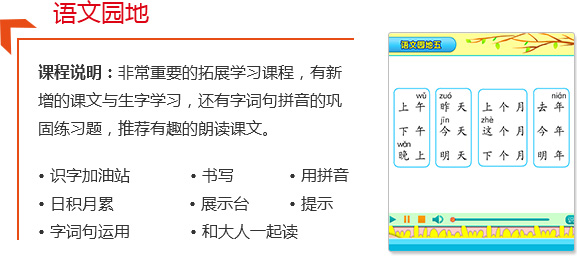 语文园地
课程说明：非常重要的拓展学习课程，有新
增的课文与生字学习，还有字词句拼音的巩
固练习题，推荐有趣的朗读课文。
• 识字加油站 • 书写 • 用拼音
• 日积月累 • 展示台 • 提示
• 字词句运用 • 和大人一起读
语文园地五
wǔ zuó nián
上午 昨天 上个月 去年
jīn zhè
下午 今天 这个月 今年
wǎn
晚上 明天 下个月 明年